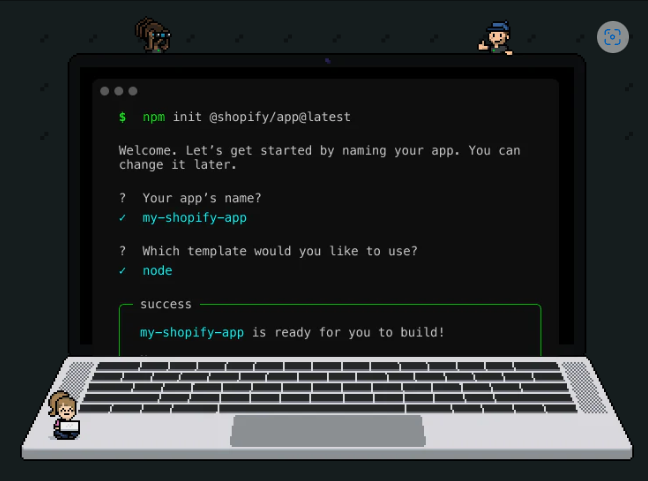 $ npm init @shopify/app@latest
Welcome. Let’s get started by naming your app. You can
change it later.
? Your app’s name?
✓ my-shopify-app
? Which template would you like to use?
✓ node
success
my-shopify-app is ready for you to build!